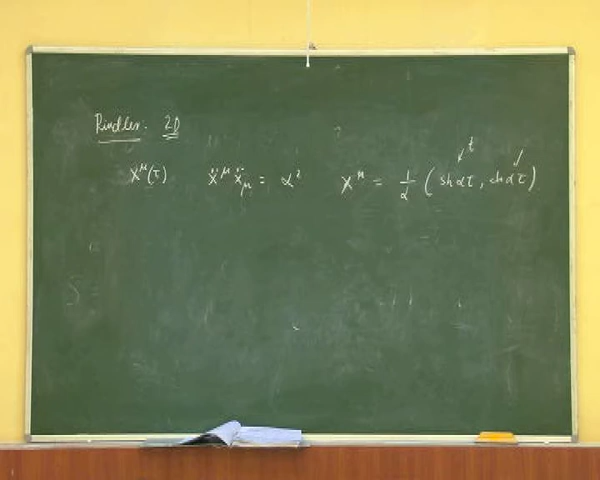 Rindler: 2D
t
X^μ(τ) Ẍ^μ Ẍ_μ = α² X^μ = 1/α (sh ατ, ch ατ)